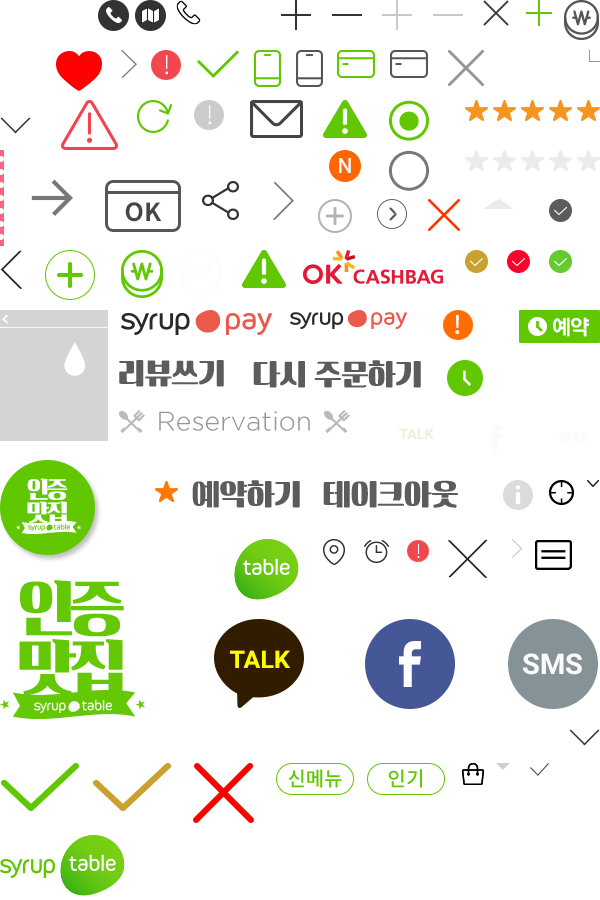 N
OK
OK CASHBAG
syrup pay
syrup pay
예약
리뷰쓰기
다시 주문하기
Reservation
TALK
SMS
인증
맛집
syrup table
예약하기
테이크아웃
table
인증
맛집
syrup table
TALK
f
SMS
신메뉴
인기
syrup table